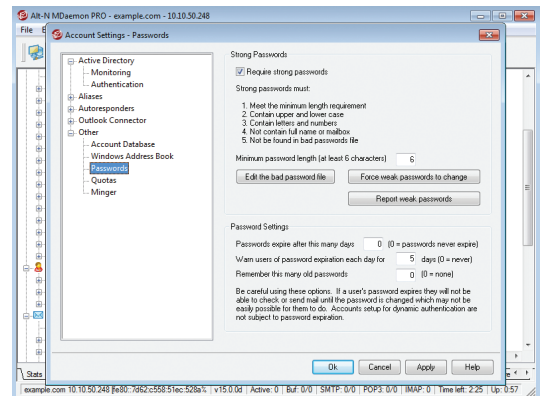 Alt-N MDaemon PRO - example.com - 10.10.50.248
File
Account Settings - Passwords
Active Directory
Monitoring
Authentication
Aliases
Autoresponders
Outlook Connector
Other
Account Database
Windows Address Book
Passwords
Quotas
Minger
Strong Passwords
Require strong passwords
Strong passwords must:
1. Meet the minimum length requirement
2. Contain upper and lower case
3. Contain letters and numbers
4. Not contain full name or mailbox
5. Not be found in bad passwords file
Minimum password length (at least 6 characters) 6
Edit the bad password file Force weak passwords to change
Report weak passwords
Password Settings
Passwords expire after this many days 0 (0 = passwords never expire)
Warn users of password expiration each day for 5 days (0 = never)
Remember this many old passwords 0 (0 = none)
Be careful using these options. If a user's password expires they will not be
able to check or send mail until the password is changed which may not be
easily possible for them to do. Accounts setup for dynamic authentication are
not subject to password expiration.
Ok Cancel Apply Help
Stats
example.com 10.10.50.248 v15.0.0d Active: 0 Buf: 0/0 SMTP: 0/0 POP3: 0/0 IMAP: 0 Time left: 2:25 Up: 0:57